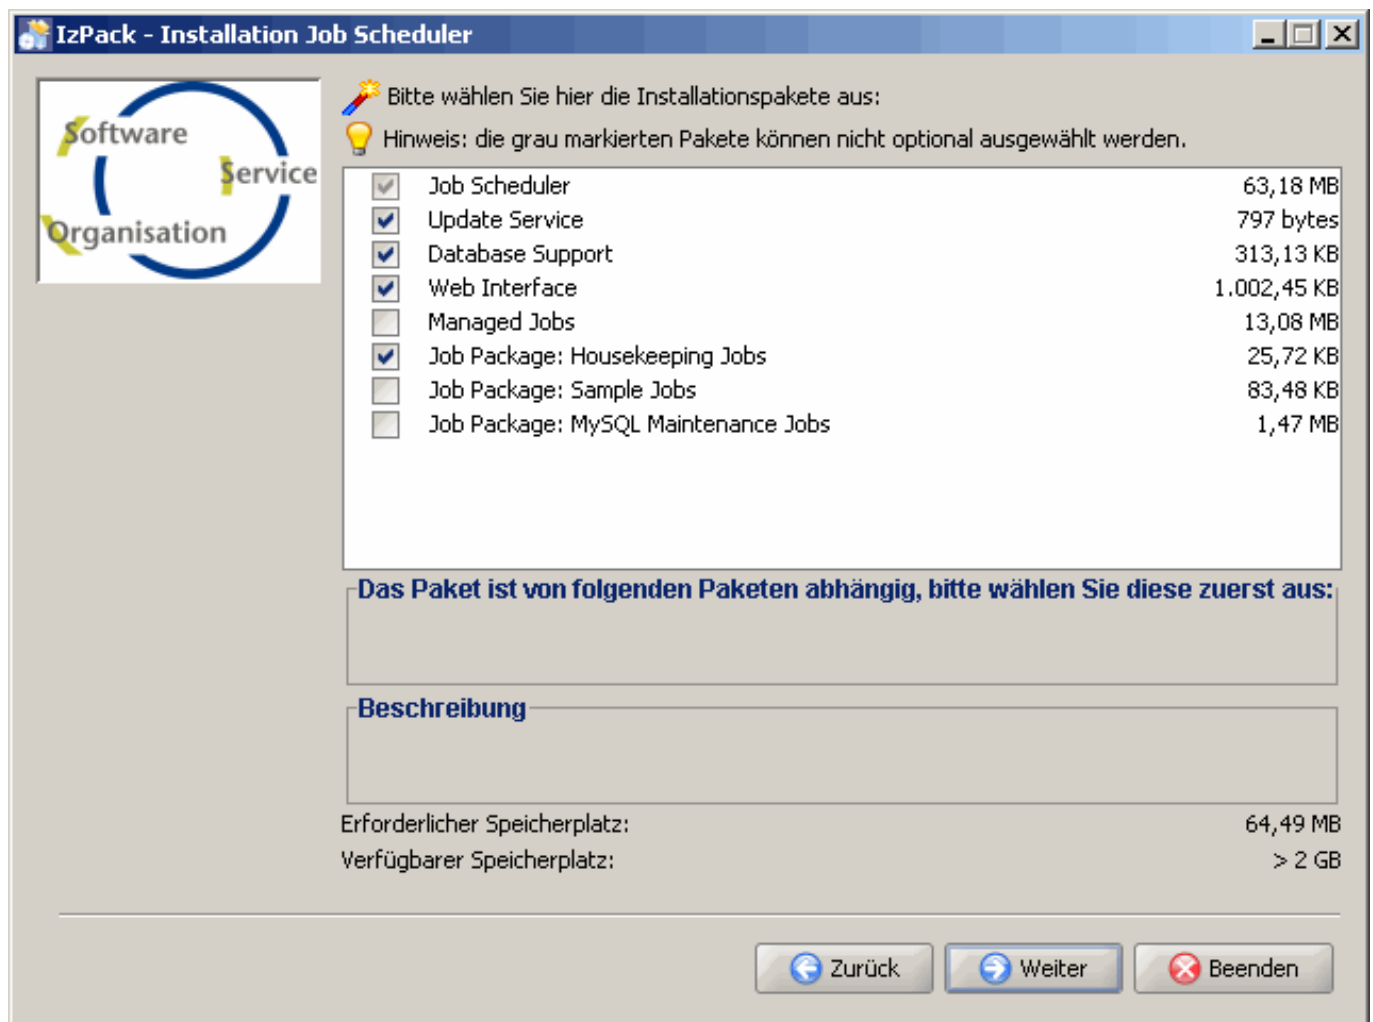 IzPack - Installation Job Scheduler
Software
Service
Organisation
Bitte wählen Sie hier die Installationspakete aus:
Hinweis: die grau markierten Pakete können nicht optional ausgewählt werden.
Job Scheduler 63,18 MB
Update Service 797 bytes
Database Support 313,13 KB
Web Interface 1.002,45 KB
Managed Jobs 13,08 MB
Job Package: Housekeeping Jobs 25,72 KB
Job Package: Sample Jobs 83,48 KB
Job Package: MySQL Maintenance Jobs 1,47 MB
Das Paket ist von folgenden Paketen abhängig, bitte wählen Sie diese zuerst aus:
Beschreibung
Erforderlicher Speicherplatz: 64,49 MB
Verfügbarer Speicherplatz: > 2 GB
Zurück Weiter Beenden